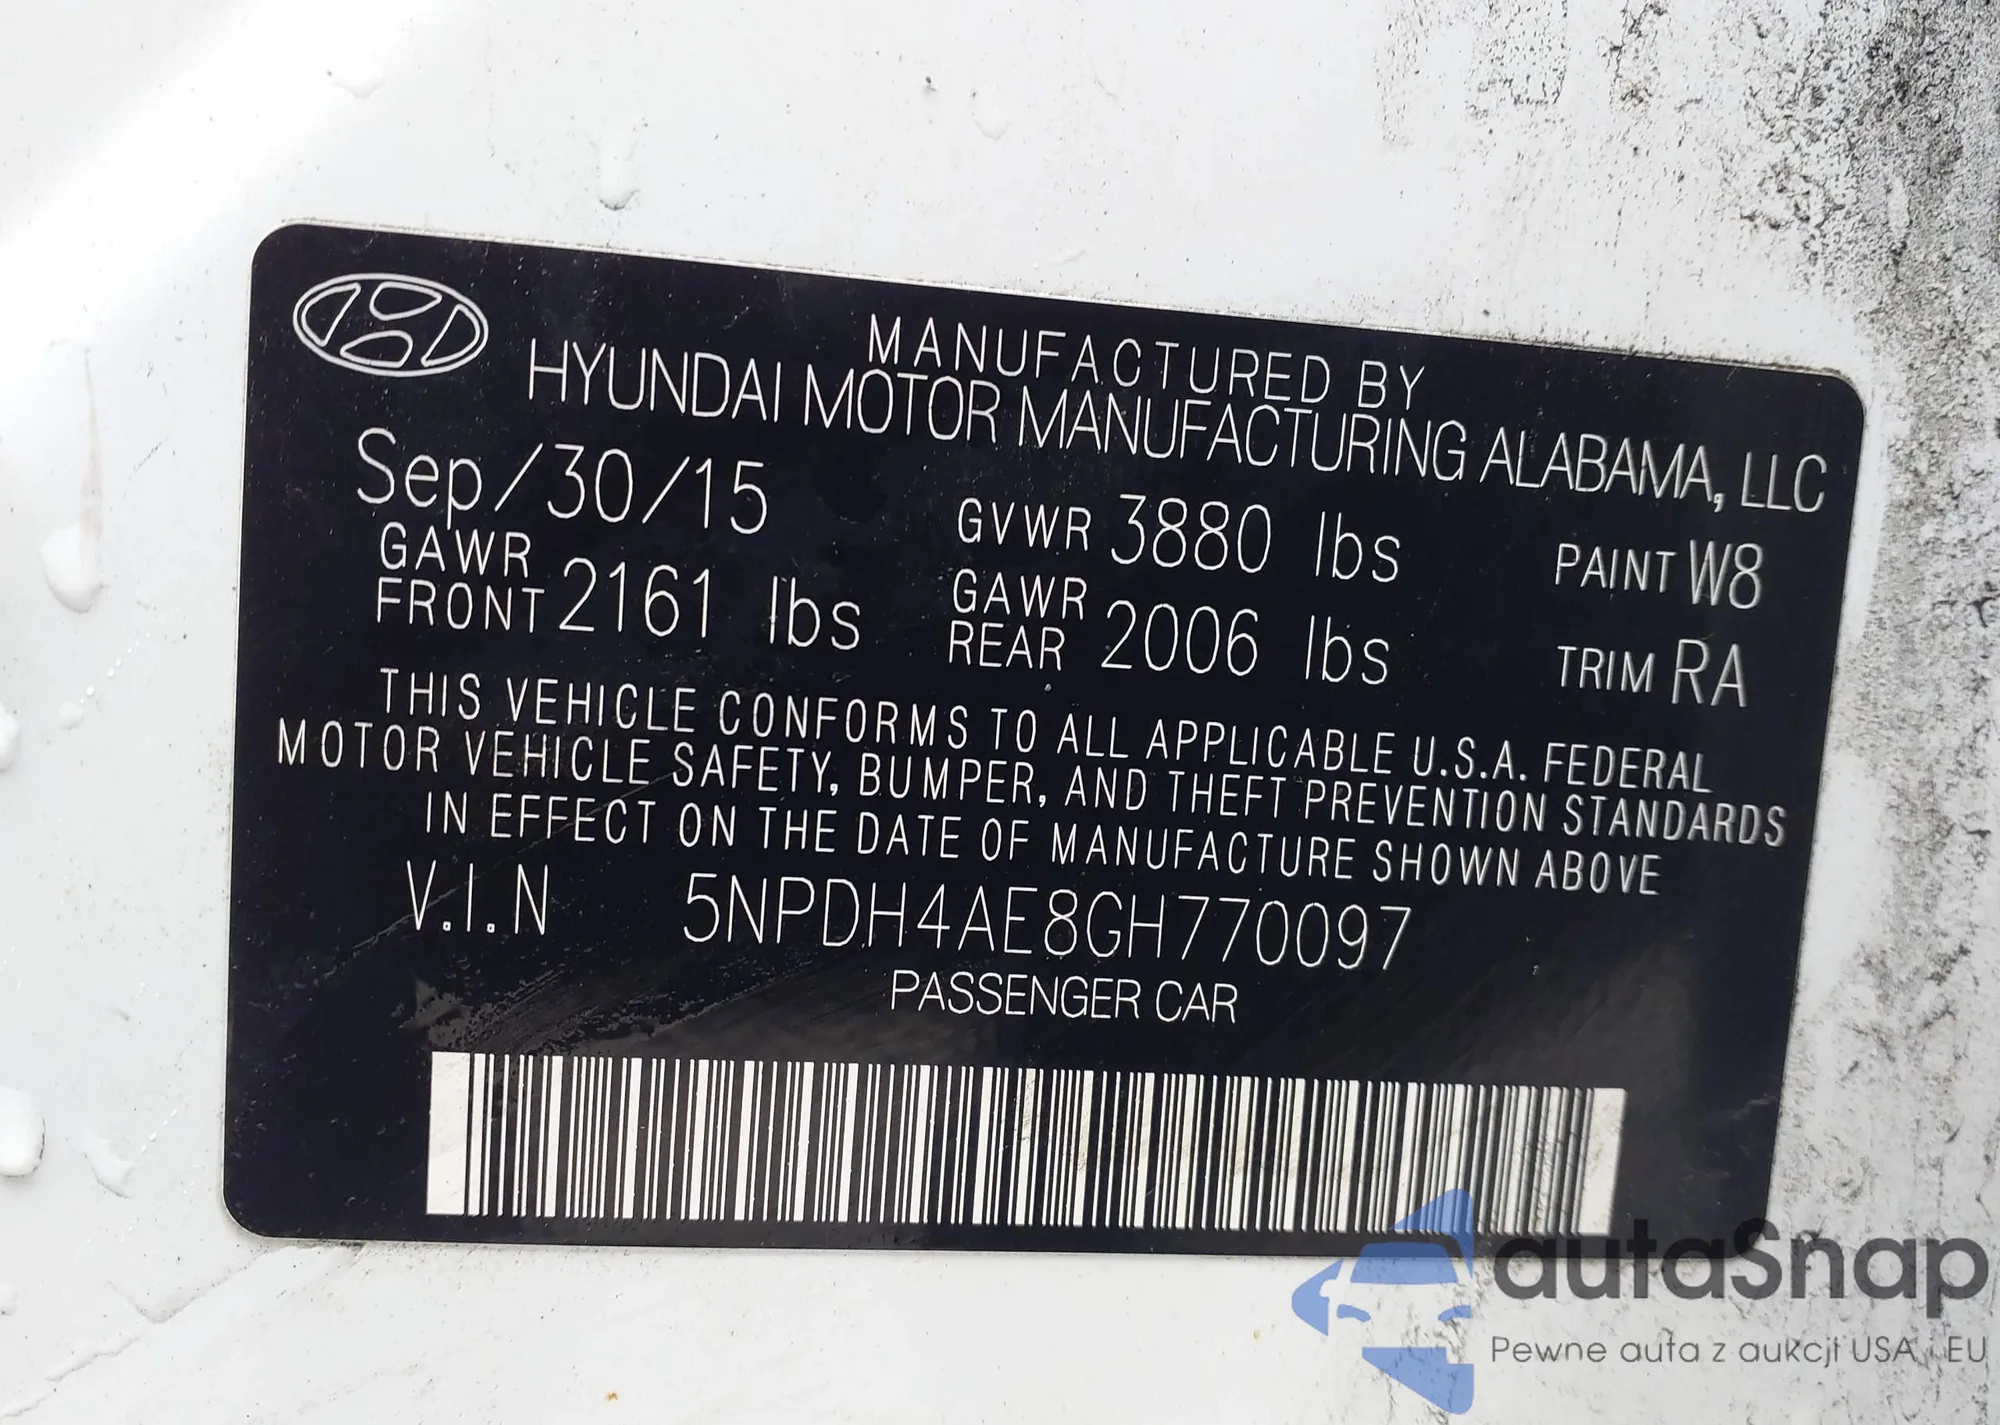 MANUFACTURED BY
HYUNDAI MOTOR MANUFACTURING ALABAMA, LLC
Sep/30/15
GVWR 3880 lbs
PAINT W8
GAWR
FRONT 2161 lbs
GAWR
REAR 2006 lbs
TRIM RA
THIS VEHICLE CONFORMS TO ALL APPLICABLE U.S.A. FEDERAL
MOTOR VEHICLE SAFETY, BUMPER, AND THEFT PREVENTION STANDARDS
IN EFFECT ON THE DATE OF MANUFACTURE SHOWN ABOVE
V.I.N 5NPDH4AE8GH770097
PASSENGER CAR
autaSnap
Pewne auta z aukcji USA i EU